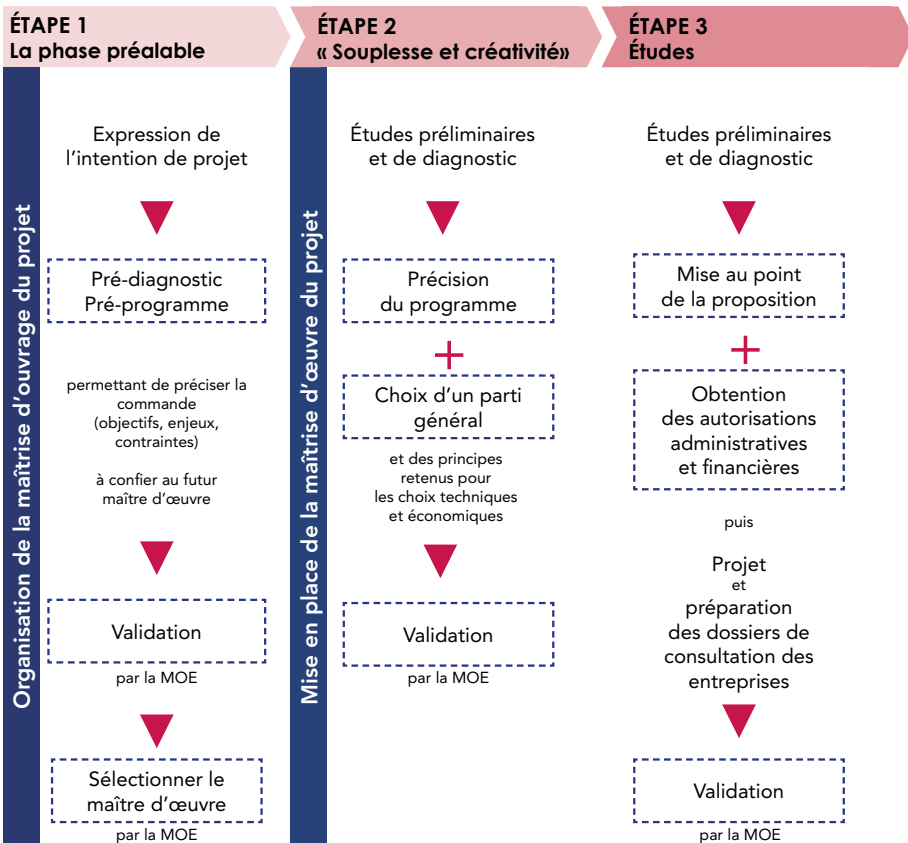 ÉTAPE 1
La phase préalable
Organisation de la maîtrise d'ouvrage du projet
Expression de
l'intention de projet
Pré-diagnostic
Pré-programme
permettant de préciser la
commande
(objectifs, enjeux,
contraintes)
à confier au futur
maître d'œuvre
Validation
par la MOE
Sélectionner le
maître d'œuvre
par la MOE
ÉTAPE 2
« Souplesse et créativité»
Mise en place de la maîtrise d'œuvre du projet
Études préliminaires
et de diagnostic
Précision
du programme
+
Choix d'un parti
général
et des principes
retenus pour
les choix techniques
et économiques
Validation
par la MOE
ÉTAPE 3
Études
Études préliminaires
et de diagnostic
Mise au point
de la proposition
+
Obtention
des autorisations
administratives
et financières
puis
Projet
et
préparation
des dossiers de
consultation des
entreprises
Validation
par la MOE